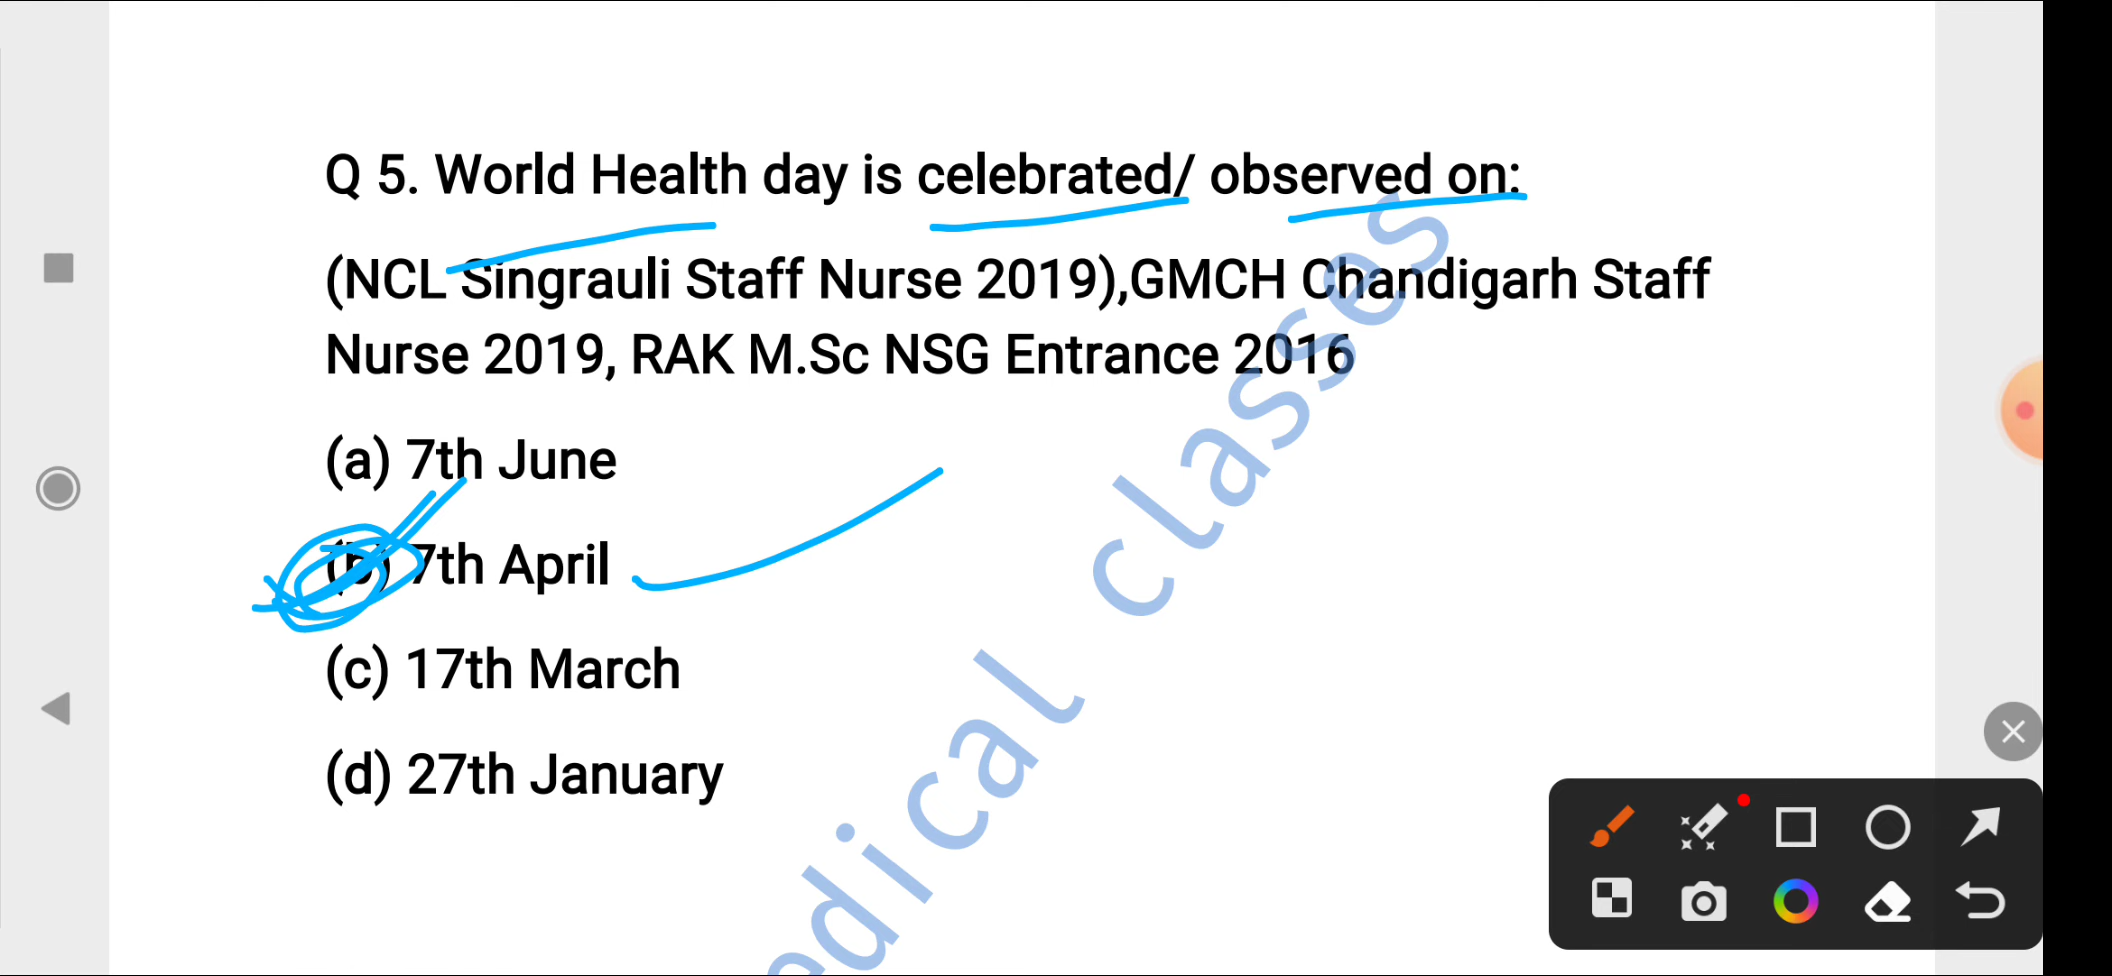 Q 5. World Health day is celebrated/ observed on:
(NCL Singrauli Staff Nurse 2019),GMCH Chandigarh Staff
Nurse 2019, RAK M.Sc NSG Entrance 2016
(a) 7th June
(b) 7th April
(c) 17th March
(d) 27th January
edical classes